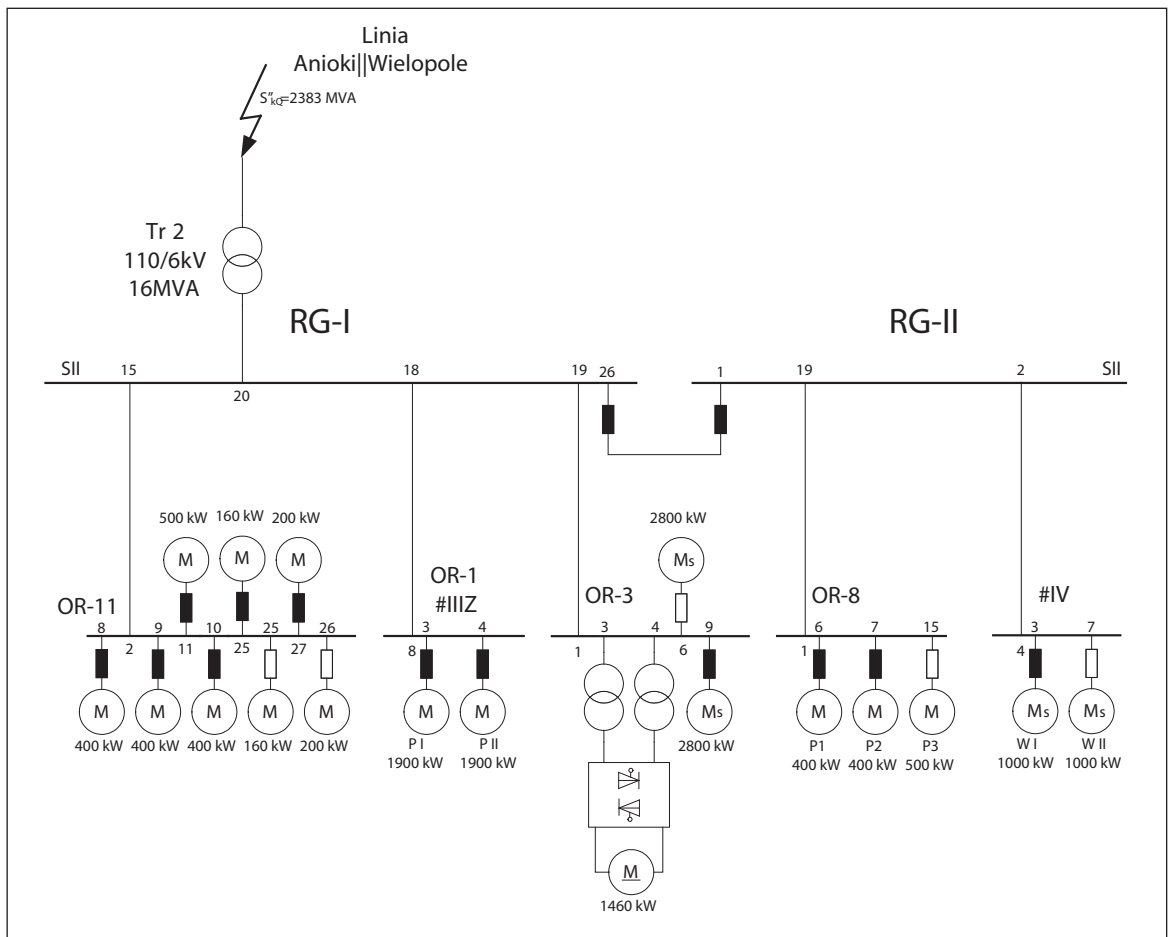 Linia
Anioki||Wielopole
S"kQ=2383 MVA
Tr 2
110/6kV
16MVA
RG-I
RG-II
SII
15
20
18
19
26
1
19
2
SII
500 kW
160 kW
200 kW
2800 kW
M
M
M
Ms
OR-11
OR-1
#IIIZ
OR-3
OR-8
#IV
8
9
10
25
26
3
4
3
4
9
6
7
15
3
7
2
11
25
27
8
1
6
1
4
M
M
M
M
M
M
M
Ms
M
M
M
Ms
Ms
400 kW
400 kW
400 kW
160 kW
200 kW
P I
1900 kW
P II
1900 kW
2800 kW
P1
400 kW
P2
400 kW
P3
500 kW
W I
1000 kW
W II
1000 kW
M
1460 kW